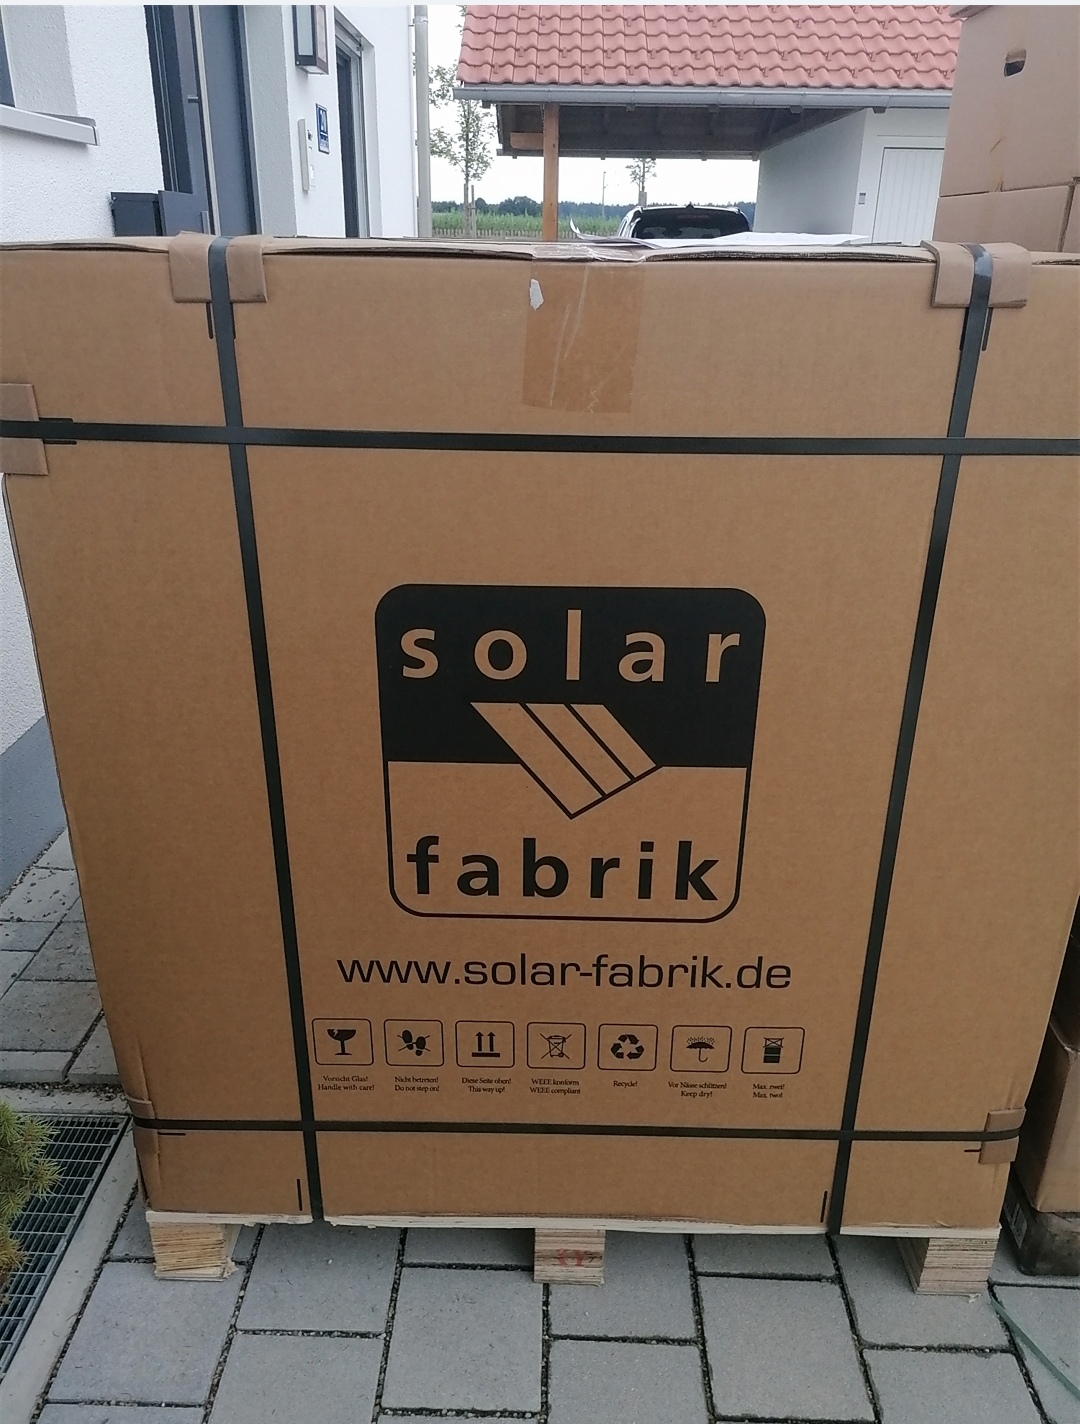 solar
fabrik
www.solar-fabrik.de
Vorsicht Glas!
Handle with care!
Nicht betreten!
Do not step on!
Diese Seite oben!
This way up!
WEEE konform
WEEE compliant
Recycle!
Vor Nässe schützen!
Keep dry!
Max. zwei!
Max. two!